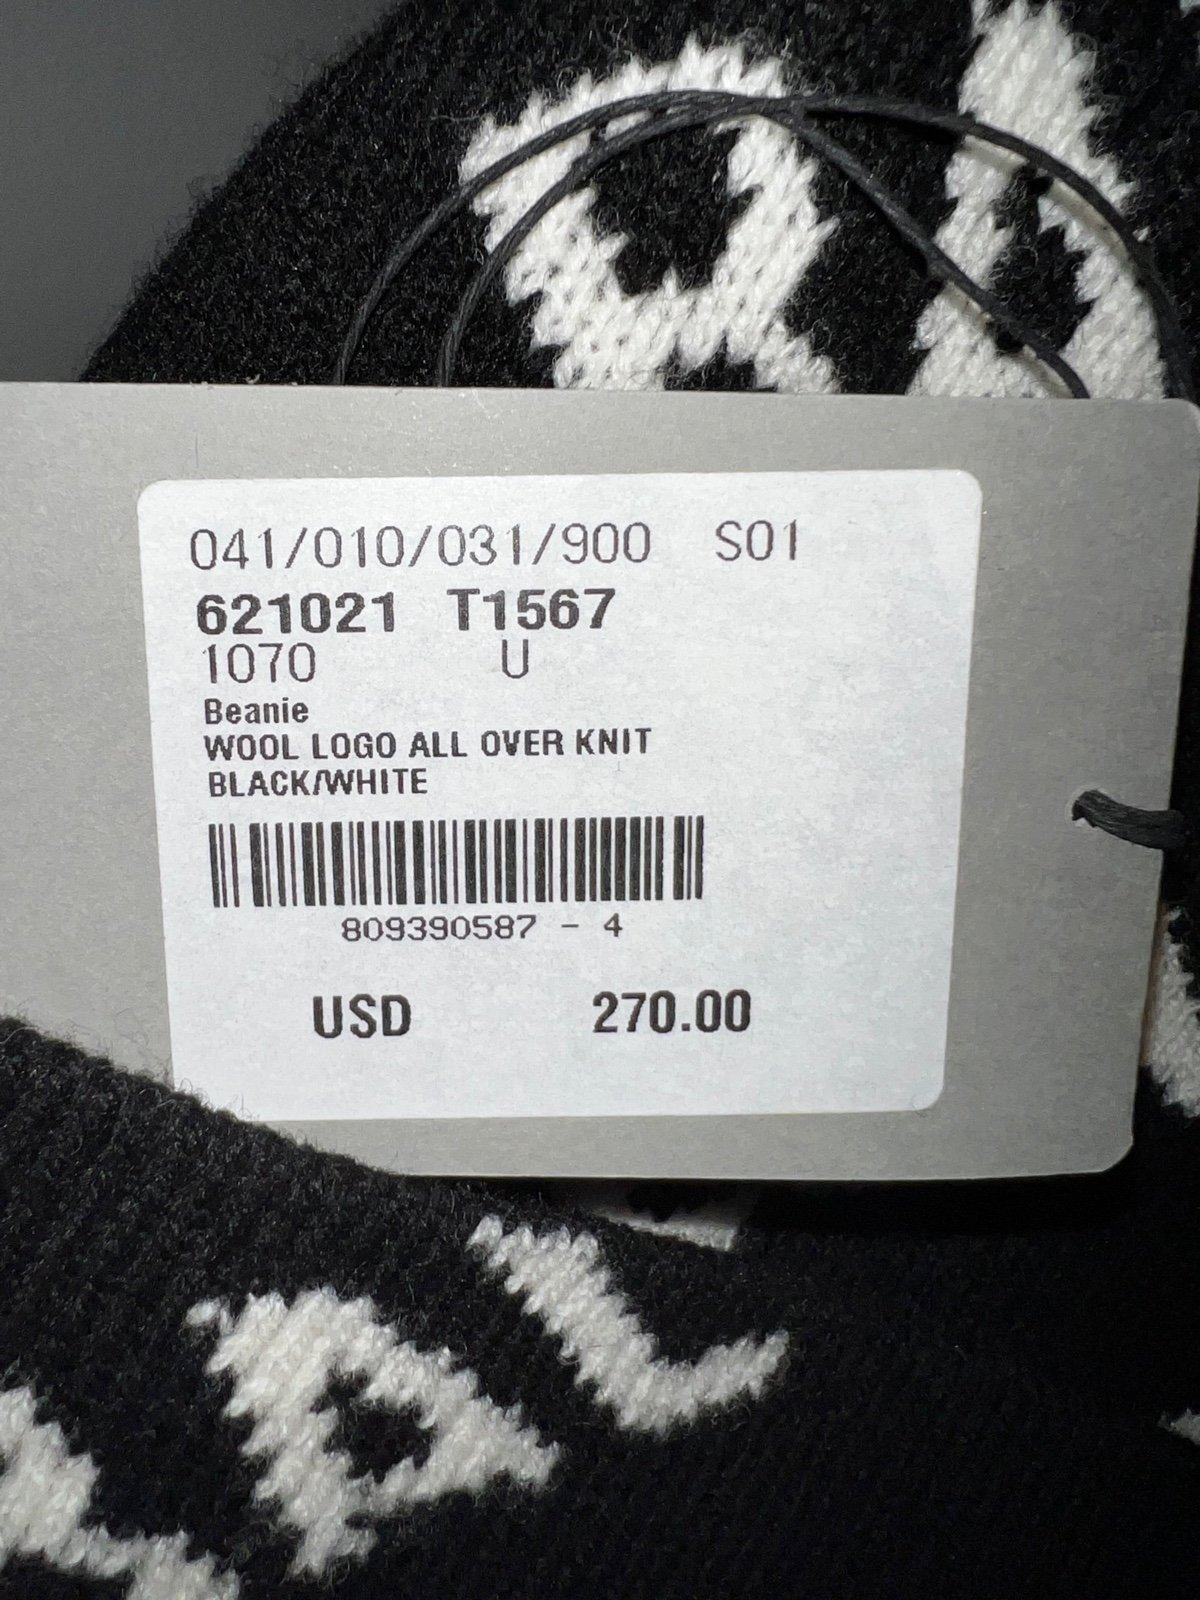 041/010/031/900 S01
621021 T1567
1070 U
Beanie
WOOL LOGO ALL OVER KNIT
BLACK/WHITE
809390587 - 4
USD 270.00